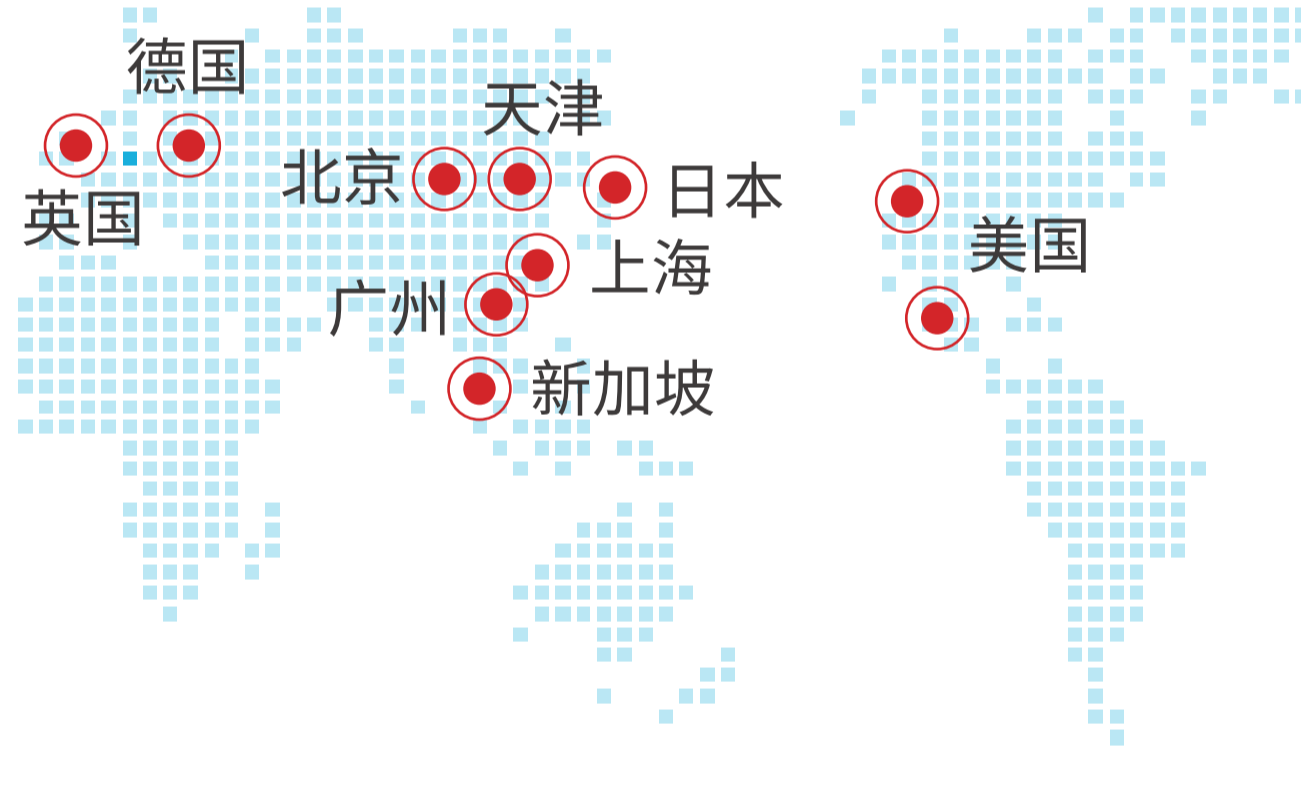 德国
天津
北京
日本
英国
美国
上海
广州
新加坡